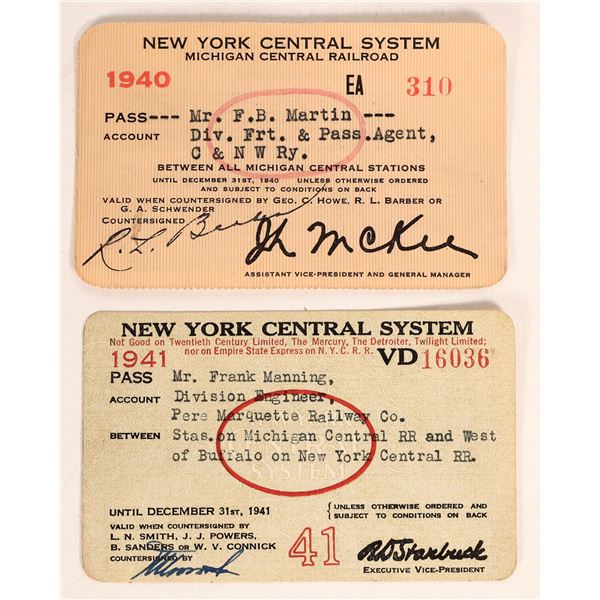 NEW YORK CENTRAL SYSTEM
MICHIGAN CENTRAL RAILROAD
1940 EA 310
PASS--- Mr. F.B. Martin ---
ACCOUNT Div. Frt. & Pass.Agent,
C & N W Ry.
BETWEEN ALL MICHIGAN CENTRAL STATIONS
UNTIL DECEMBER 31ST, 1940 UNLESS OTHERWISE ORDERED
AND SUBJECT TO CONDITIONS ON BACK
VALID WHEN COUNTERSIGNED BY GEO. C. HOWE, R. L. BARBER OR
G. A. SCHWENDER
COUNTERSIGNED
R. L. Barber
J L McKee
ASSISTANT VICE-PRESIDENT AND GENERAL MANAGER
NEW YORK CENTRAL SYSTEM
Not Good on Twentieth Century Limited, The Mercury, The Detroiter, Twilight Limited;
nor on Empire State Express on N.Y.C.R.R.
1941 VD 16036
PASS Mr. Frank Manning,
ACCOUNT Division Engineer,
Pere Marquette Railway Co.
BETWEEN Stas.on Michigan Central RR and West
of Buffalo on New York Central RR.
SYSTEM
UNTIL DECEMBER 31ST, 1941
UNLESS OTHERWISE ORDERED AND
SUBJECT TO CONDITIONS ON BACK
VALID WHEN COUNTERSIGNED BY
L. N. SMITH, J. J. POWERS,
B. SANDERS OR W. V. CONNICK
COUNTERSIGNED BY
41
R D Starbuck
EXECUTIVE VICE-PRESIDENT